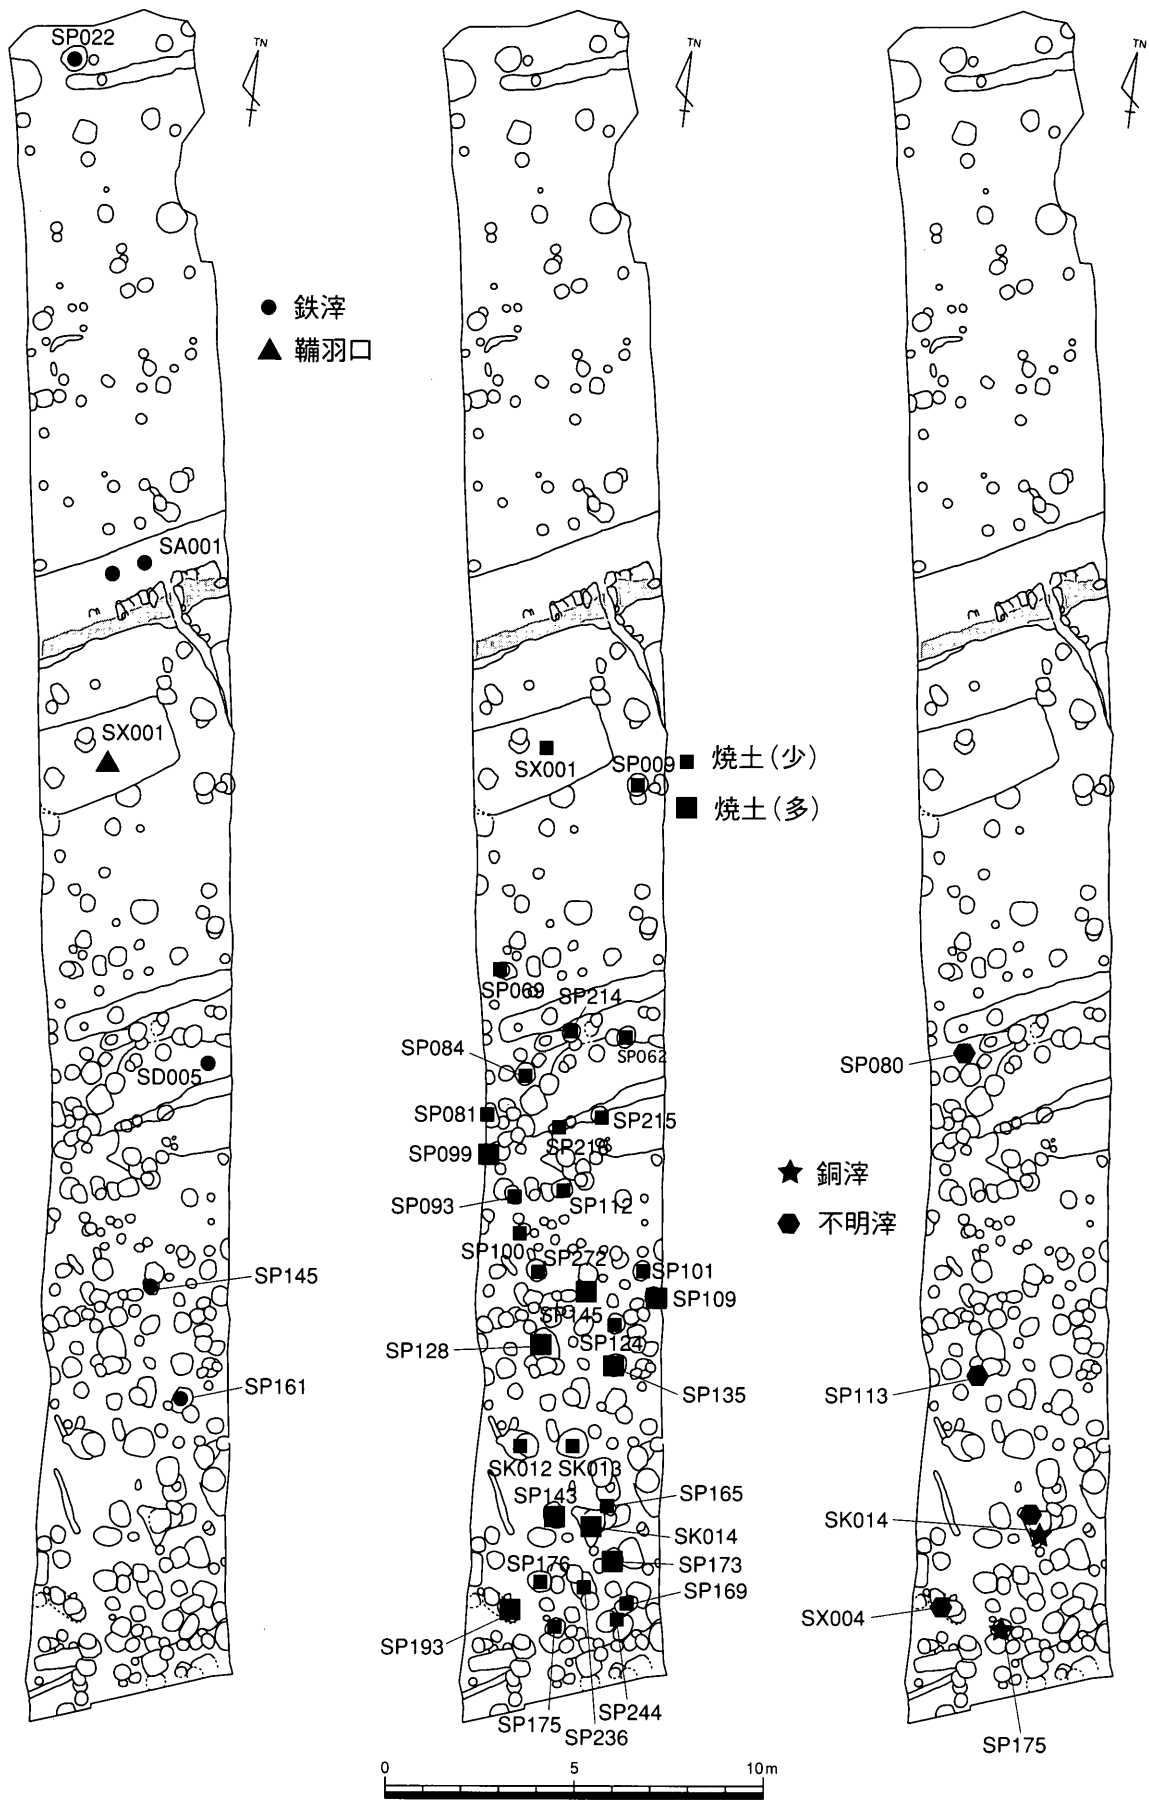 SP022
TN
鉄滓
鞴羽口
SA001
SX001
SD005
SP145
SP161
TN
SX001
SP009
焼土（少）
焼土（多）
SP069
SP214
SP084
SP062
SP081
SP215
SP216
SP099
SP093
SP112
SP100
SP272
SP101
SP145
SP109
SP124
SP128
SP135
SK012
SK013
SP143
SP165
SK014
SP176
SP173
SP169
SP193
SP175
SP236
SP244
TN
SP080
銅滓
不明滓
SP113
SK014
SX004
SP175
0 5 10m